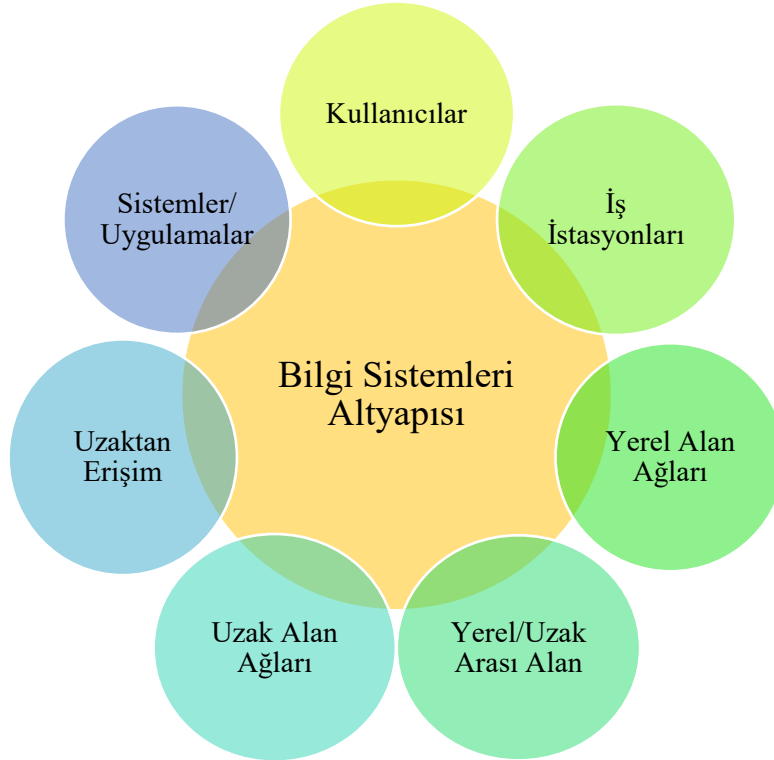 Kullanıcılar
İş
İstasyonları
Yerel Alan
Ağları
Yerel/Uzak
Arası Alan
Uzak Alan
Ağları
Uzaktan
Erişim
Sistemler/
Uygulamalar
Bilgi Sistemleri
Altyapısı